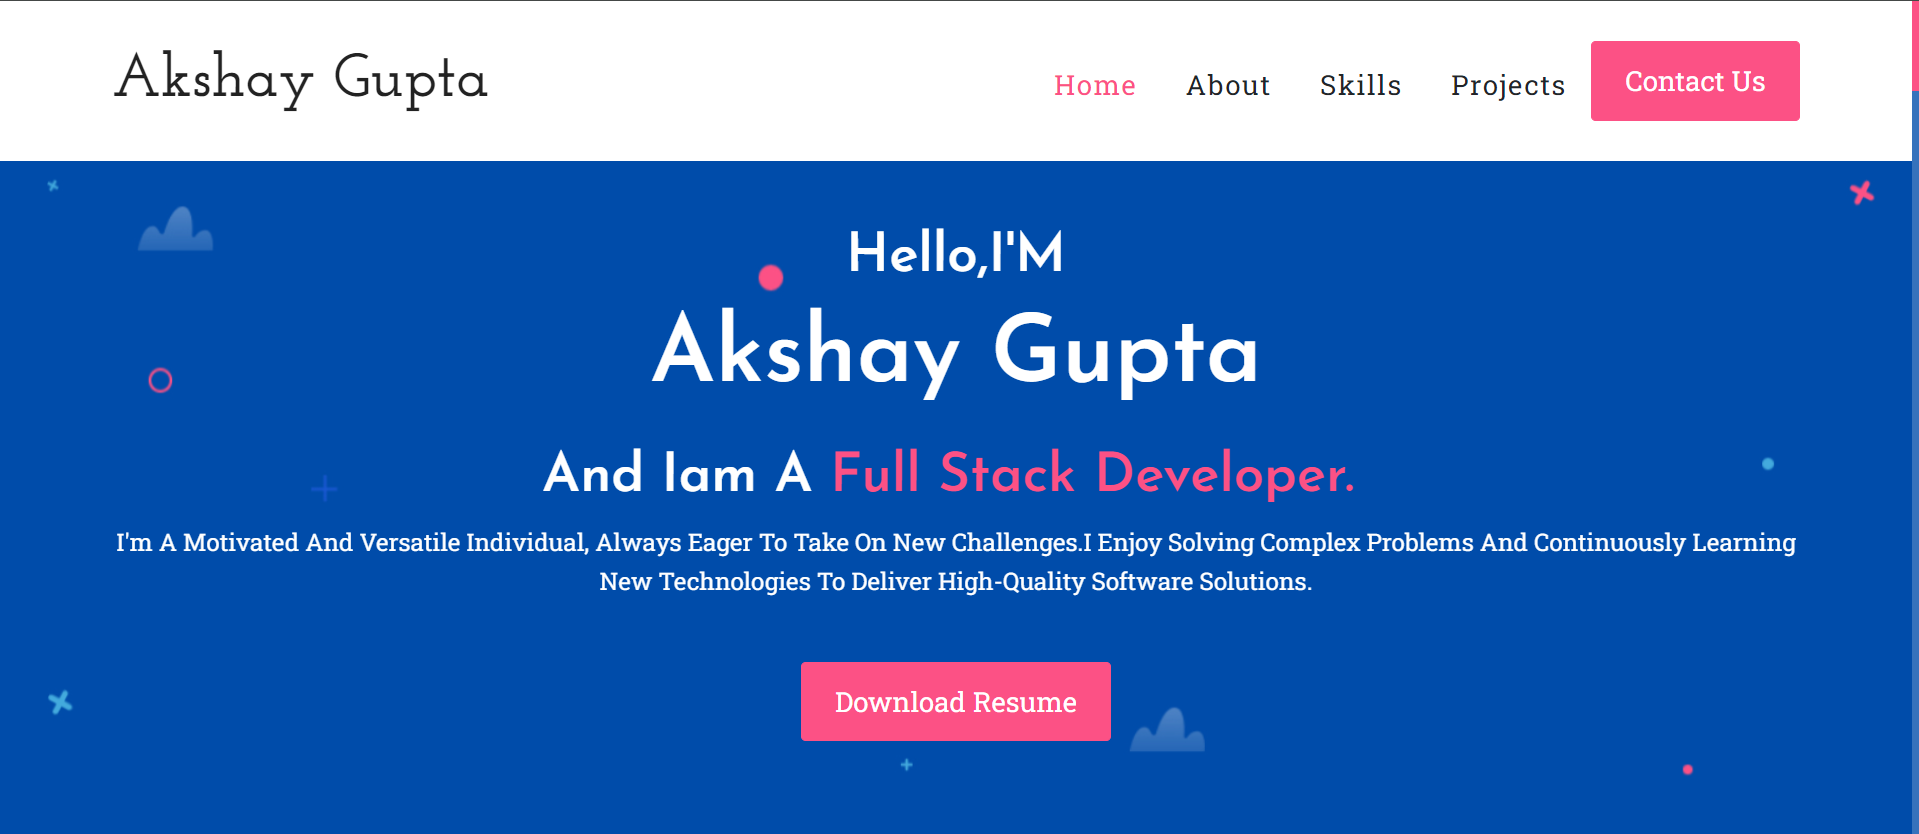 Akshay Gupta
Home About Skills Projects Contact Us
Hello,I'M
Akshay Gupta
And Iam A Full Stack Developer.
I'm A Motivated And Versatile Individual, Always Eager To Take On New Challenges.I Enjoy Solving Complex Problems And Continuously Learning
New Technologies To Deliver High-Quality Software Solutions.
Download Resume